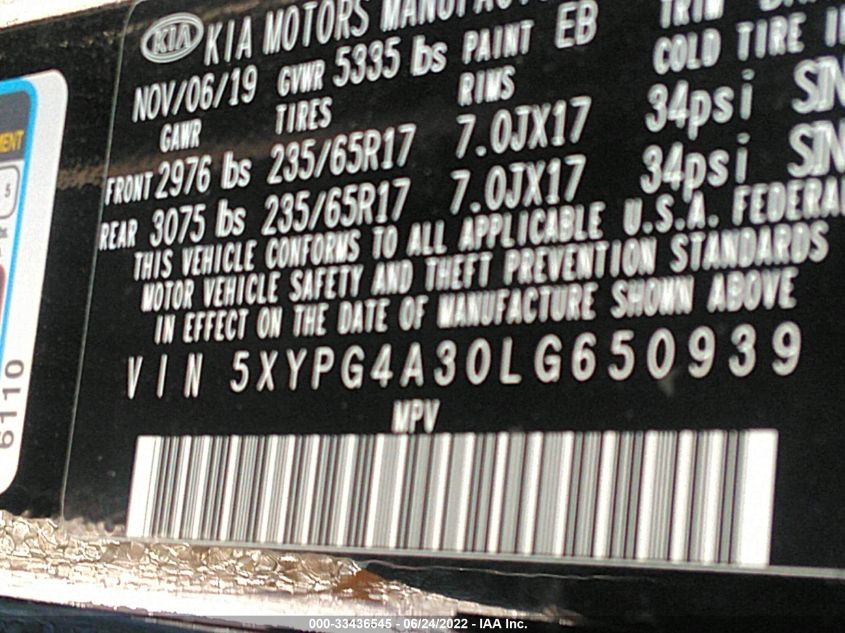 KIA KIA MOTORS
NOV/06/19 GVWR 5335 lbs PAINT EB
GAWR TIRES RIMS COLD TIRE
FRONT 2976 lbs 235/65R17 7.0JX17 34psi
REAR 3075 lbs 235/65R17 7.0JX17 34psi
THIS VEHICLE CONFORMS TO ALL APPLICABLE U.S.A. FEDERAL
MOTOR VEHICLE SAFETY AND THEFT PREVENTION STANDARDS
IN EFFECT ON THE DATE OF MANUFACTURE SHOWN ABOVE
VIN 5XYPG4A30LG650939
MPV
5
6110
000-33436545 - 06/24/2022 - IAA Inc.